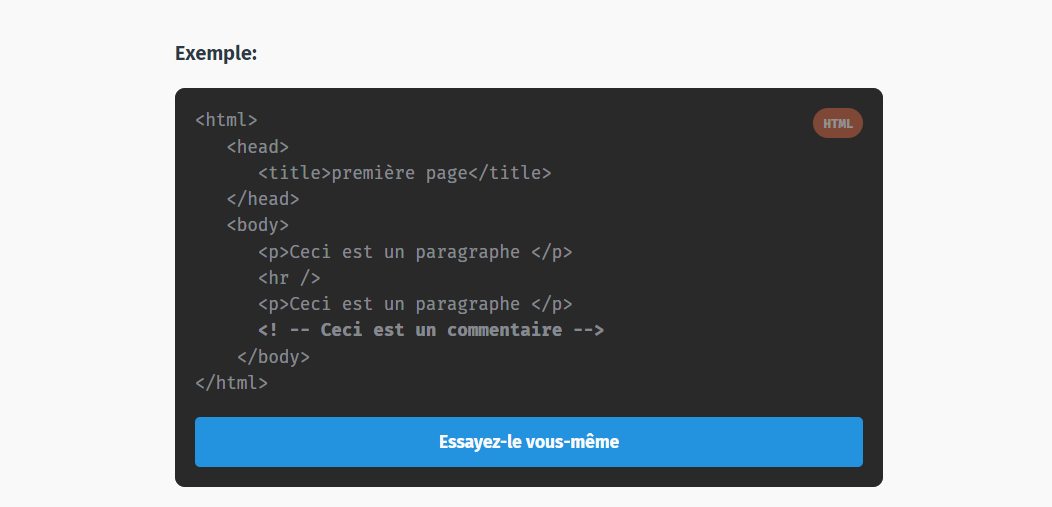 Exemple:
<html>
HTML
<head>
<title>première page</title>
</head>
<body>
<p>Ceci est un paragraphe </p>
<hr />
<p>Ceci est un paragraphe </p>
<! -- Ceci est un commentaire -->
</body>
</html>
Essayez-le vous-même